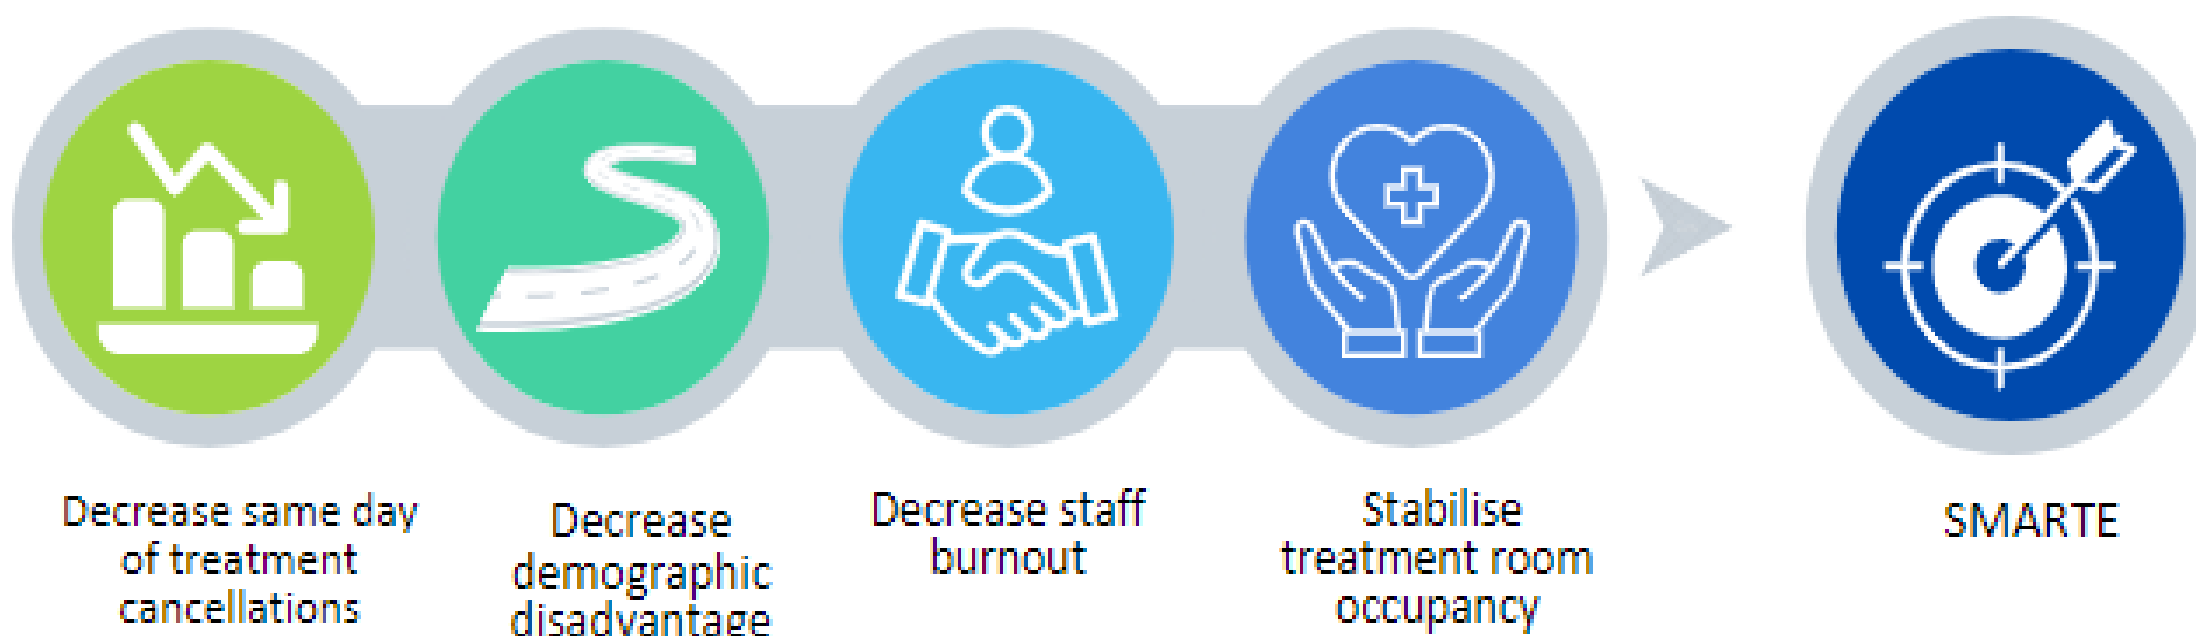 Decrease same day
of treatment
cancellations
Decrease
demographic
disadvantage
Decrease staff
burnout
Stabilise
treatment room
occupancy
SMARTE